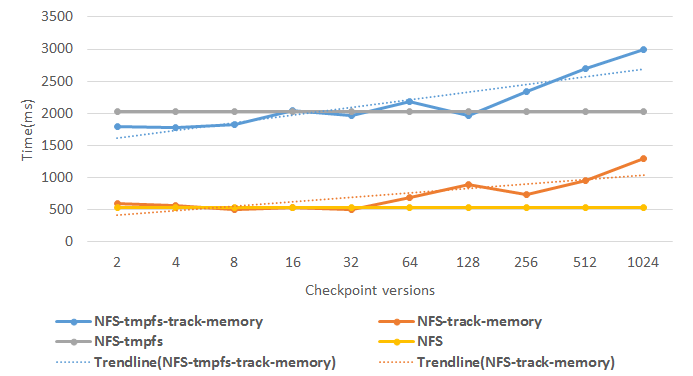 3500
3000
2500
2000
1500
1000
500
0
Time(ms)
2 4 8 16 32 64 128 256 512 1024
Checkpoint versions
NFS-tmpfs-track-memory NFS-track-memory
NFS-tmpfs NFS
Trendline(NFS-tmpfs-track-memory) Trendline(NFS-track-memory)